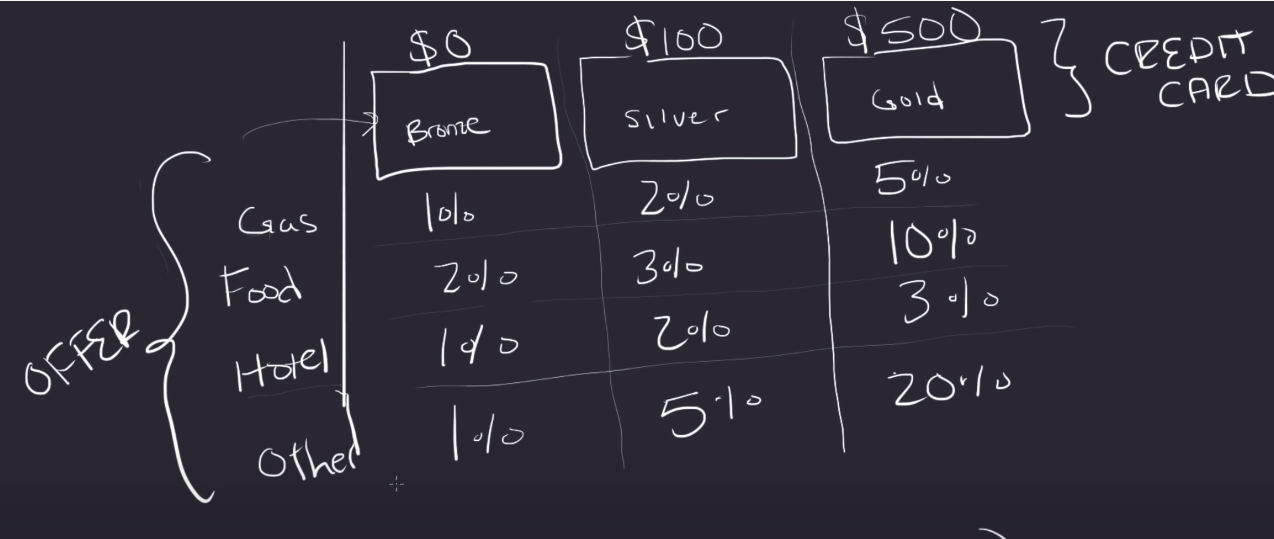 $0 $100 $500
CREDIT
CARD
Bronze Silver Gold
Gas 1% 2% 5%
Food 2% 3% 10%
Hotel 1% 2% 3%
Other 1% 5% 20%
OFFER